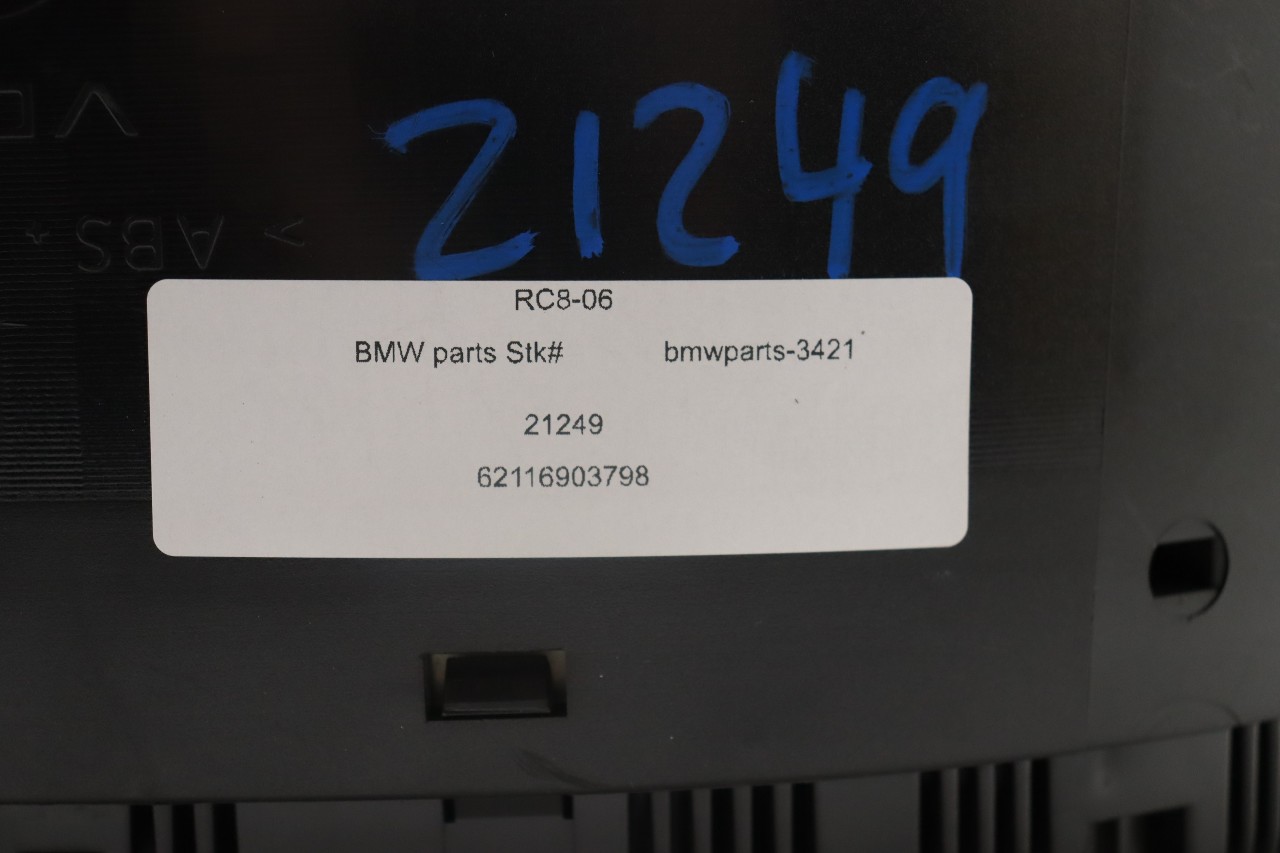 21249
RC8-06
BMW parts Stk# bmwparts-3421
21249
62116903798
> ABS